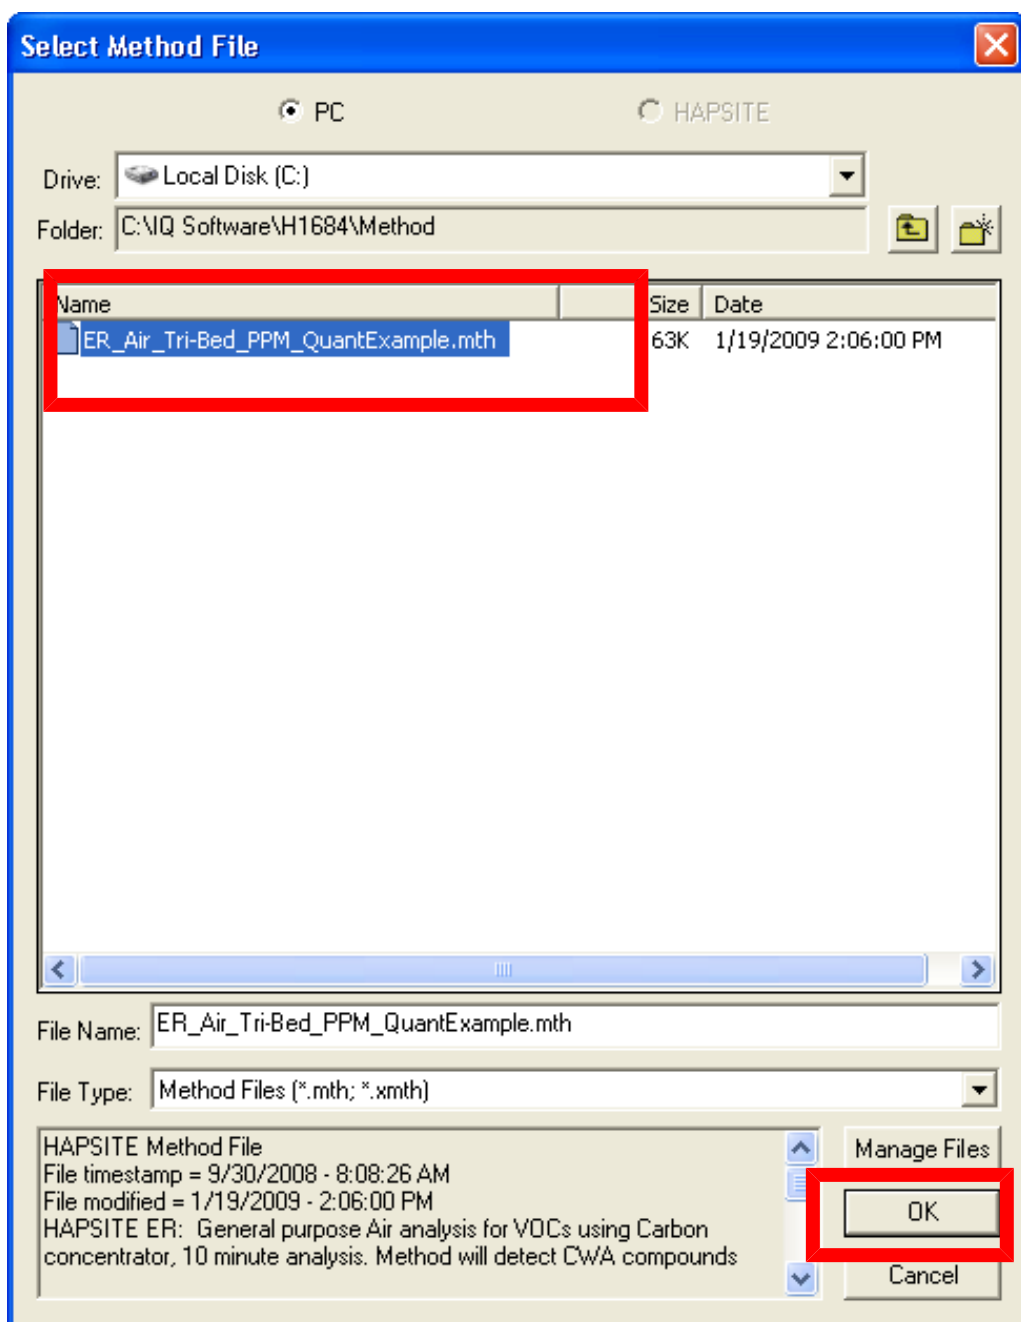 Select Method File
PC HAPSITE
Drive: Local Disk (C:)
Folder: C:\IQ Software\H1684\Method
Name Size Date
ER_Air_Tri-Bed_PPM_QuantExample.mth 63K 1/19/2009 2:06:00 PM
File Name: ER_Air_Tri-Bed_PPM_QuantExample.mth
File Type: Method Files (*.mth; *.xmth)
HAPSITE Method File
File timestamp = 9/30/2008 - 8:08:26 AM
File modified = 1/19/2009 - 2:06:00 PM
HAPSITE ER:  General purpose Air analysis for VOCs using Carbon
concentrator, 10 minute analysis. Method will detect CWA compounds
Manage Files
OK
Cancel